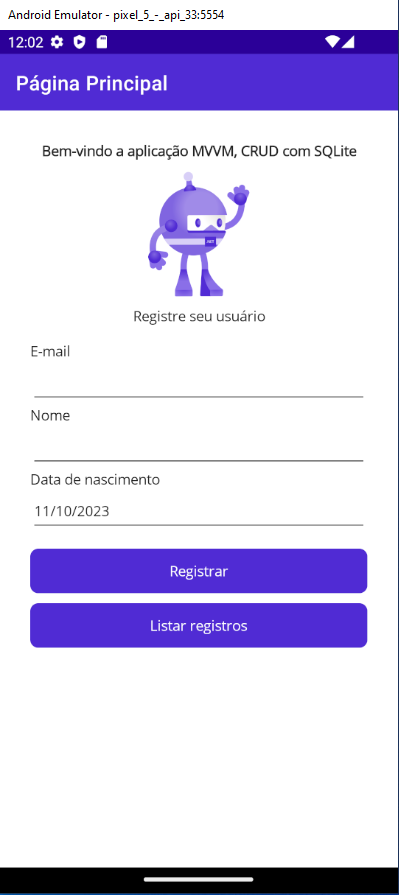 Android Emulator - pixel_5_-_api_33:5554
12:02
Página Principal
Bem-vindo a aplicação MVVM, CRUD com SQLite
.NET
Registre seu usuário
E-mail
Nome
Data de nascimento
11/10/2023
Registrar
Listar registros